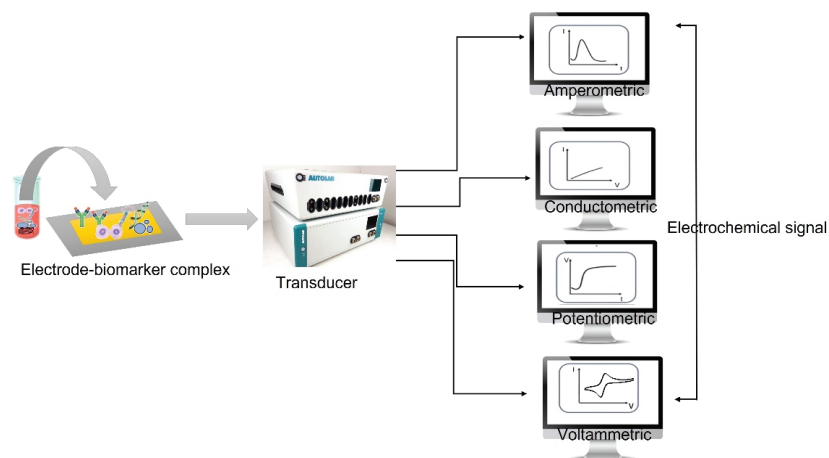 I
t
Amperometric
I
V
Conductometric
V
t
Potentiometric
I
V
Voltammetric
Electrochemical signal
AUTOLAB
Transducer
Electrode-biomarker complex